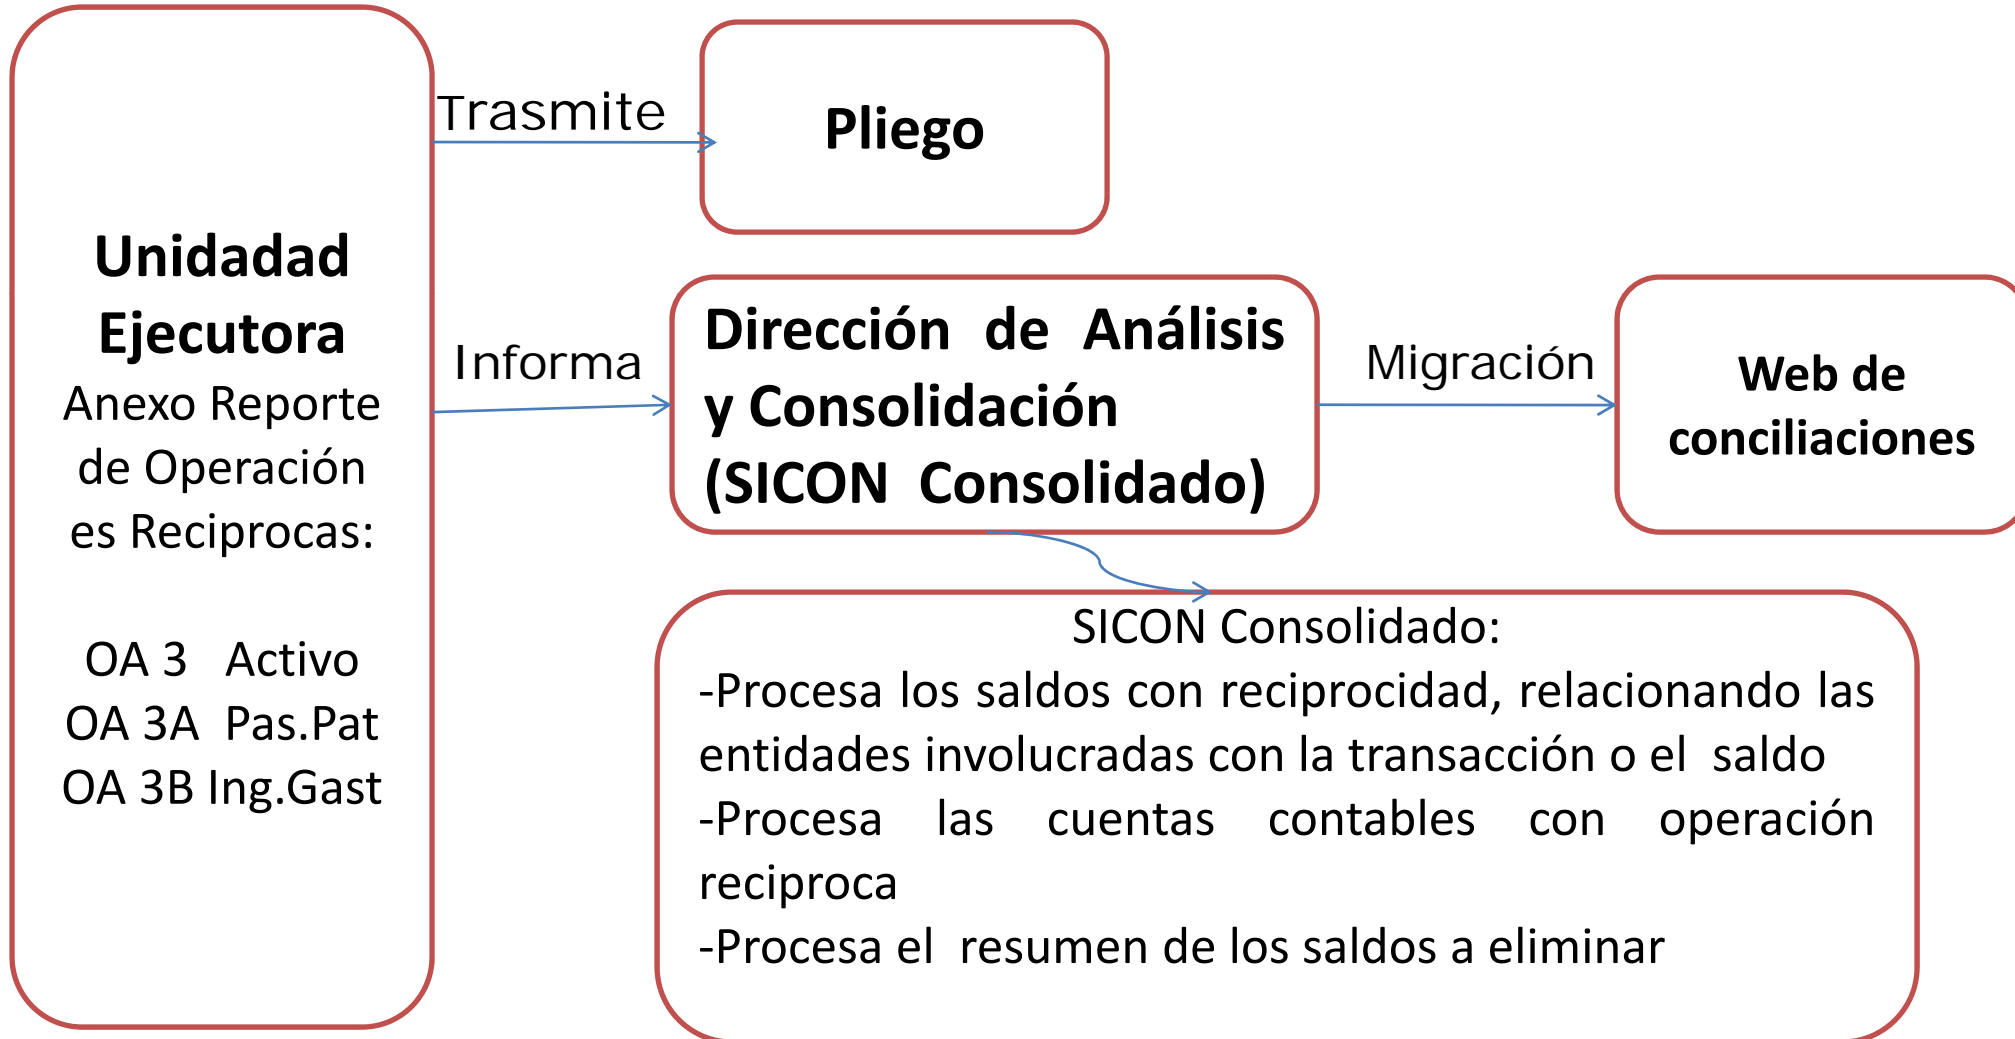 Unidadad
Ejecutora
Anexo Reporte
de Operación
es Reciprocas:
OA 3 Activo
OA 3A Pas.Pat
OA 3B Ing.Gast
Trasmite
Pliego
Informa
Dirección de Análisis
y Consolidación
(SICON Consolidado)
Migración
Web de
conciliaciones
SICON Consolidado:
-Procesa los saldos con reciprocidad, relacionando las
entidades involucradas con la transacción o el saldo
-Procesa las cuentas contables con operación
reciproca
-Procesa el resumen de los saldos a eliminar